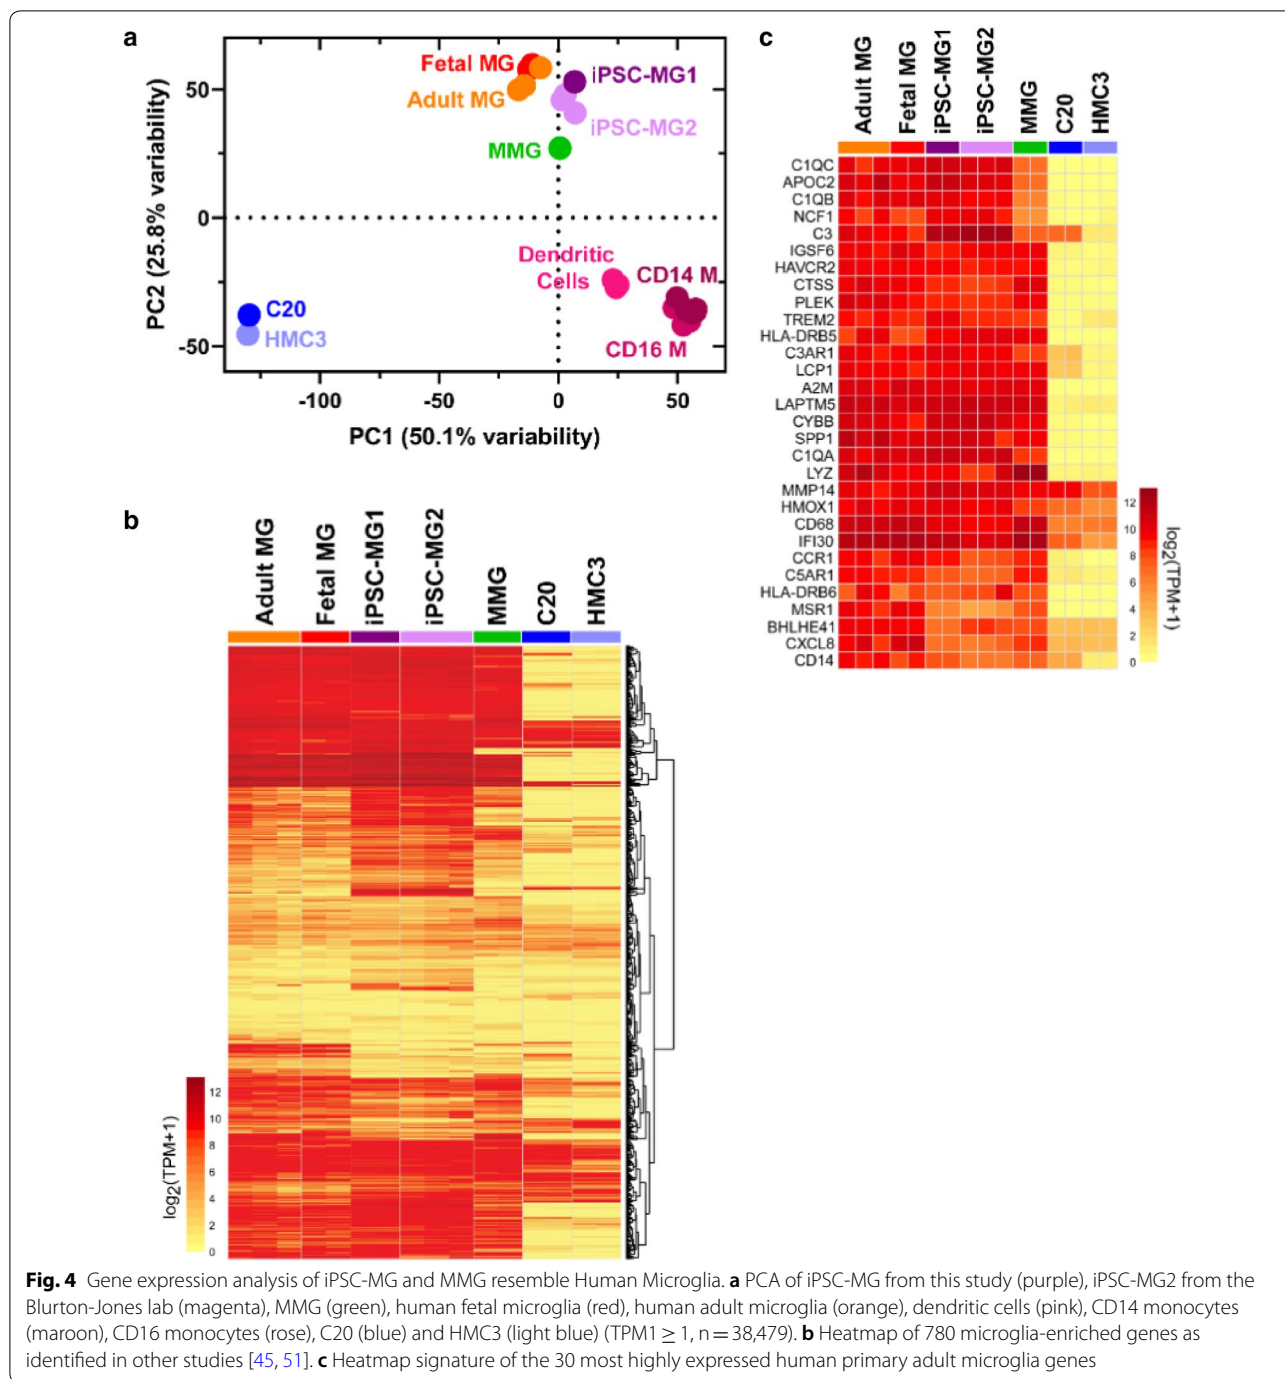 a
50
0
-50
-100
-50
0
50
PC2 (25.8% variability)
PC1 (50.1% variability)
Fetal MG
Adult MG
iPSC-MG1
iPSC-MG2
MMG
Dendritic
Cells
CD14 M
CD16 M
C20
HMC3
b
Adult MG
Fetal MG
iPSC-MG1
iPSC-MG2
MMG
C20
HMC3
12
10
8
6
4
2
0
log2(TPM+1)
c
Adult MG
Fetal MG
iPSC-MG1
iPSC-MG2
MMG
C20
HMC3
C1QC
APOC2
C1QB
NCF1
C3
IGSF6
HAVCR2
CTSS
PLEK
TREM2
HLA-DRB5
C3AR1
LCP1
A2M
LAPTM5
CYBB
SPP1
C1QA
LYZ
MMP14
HMOX1
CD68
IFI30
CCR1
C5AR1
HLA-DRB6
MSR1
BHLHE41
CXCL8
CD14
12
10
8
6
4
2
0
log2(TPM+1)
Fig. 4 Gene expression analysis of iPSC-MG and MMG resemble Human Microglia. a PCA of iPSC-MG from this study (purple), iPSC-MG2 from the
Blurton-Jones lab (magenta), MMG (green), human fetal microglia (red), human adult microglia (orange), dendritic cells (pink), CD14 monocytes
(maroon), CD16 monocytes (rose), C20 (blue) and HMC3 (light blue) (TPM1 ≥ 1, n = 38,479). b Heatmap of 780 microglia-enriched genes as
identified in other studies [45, 51]. c Heatmap signature of the 30 most highly expressed human primary adult microglia genes